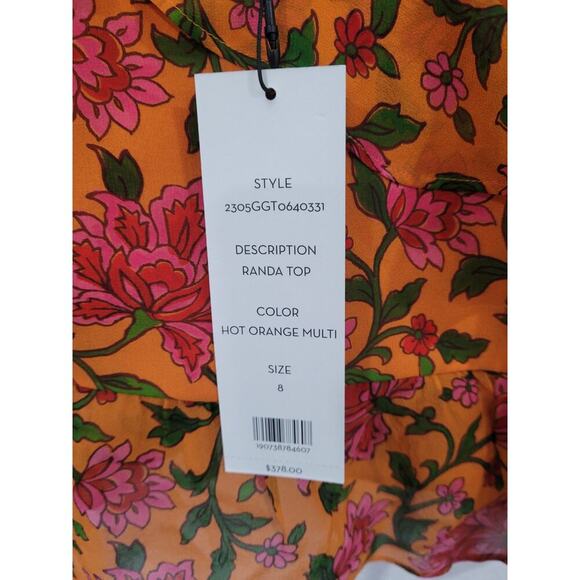 STYLE
2305GGT0640331
DESCRIPTION
RANDA TOP
COLOR
HOT ORANGE MULTI
SIZE
8
190738784607
$378.00